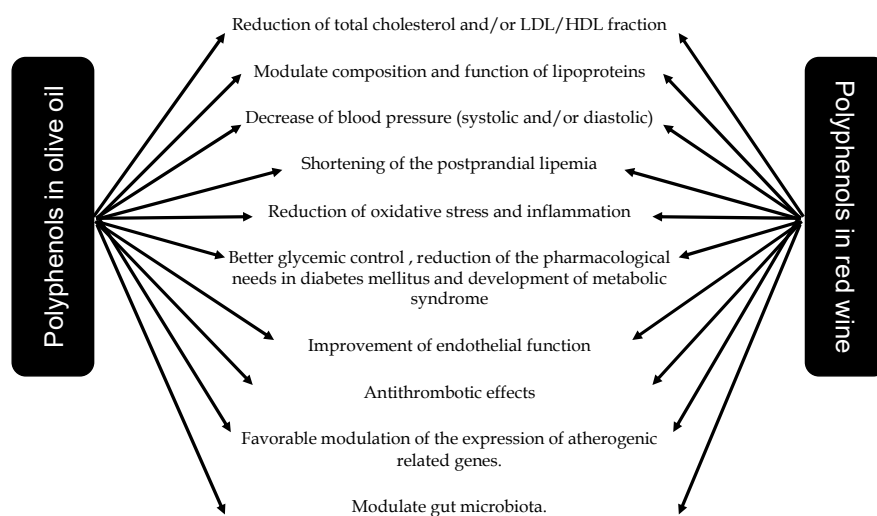 Polyphenols in olive oil
Reduction of total cholesterol and/or LDL/HDL fraction
Modulate composition and function of lipoproteins
Decrease of blood pressure (systolic and/or diastolic)
Shortening of the postprandial lipemia
Reduction of oxidative stress and inflammation
Better glycemic control , reduction of the pharmacological
needs in diabetes mellitus and development of metabolic
syndrome
Improvement of endothelial function
Antithrombotic effects
Favorable modulation of the expression of atherogenic
related genes.
Modulate gut microbiota.
Polyphenols in red wine